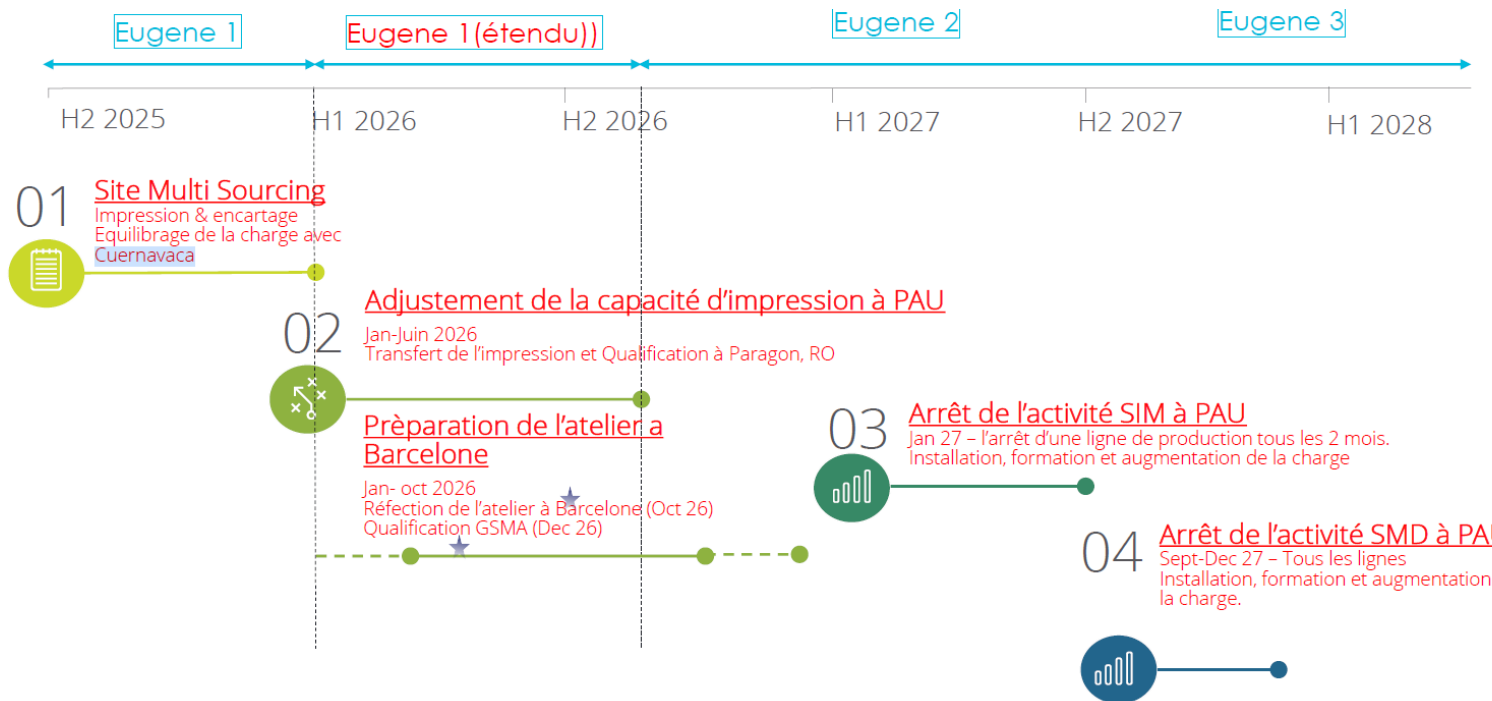 Eugene 1
Eugene 1(étendu))
Eugene 2
Eugene 3
H2 2025
H1 2026
H2 2026
H1 2027
H2 2027
H1 2028
01
Site Multi Sourcing
Impression & encartage
Equilibrage de la charge avec
Cuernavaca
02
Adjustement de la capacité d'impression à PAU
Jan-Juin 2026
Transfert de l'impression et Qualification à Paragon, RO
Prèparation de l'atelier a
Barcelone
Jan- oct 2026
Réfection de l'atelier à Barcelone (Oct 26)
Qualification GSMA (Dec 26)
03
Arrêt de l'activité SIM à PAU
Jan 27 – l'arrêt d'une ligne de production tous les 2 mois.
Installation, formation et augmentation de la charge
04
Arrêt de l'activité SMD à PAU
Sept-Dec 27 – Tous les lignes
Installation, formation et augmentation
la charge.